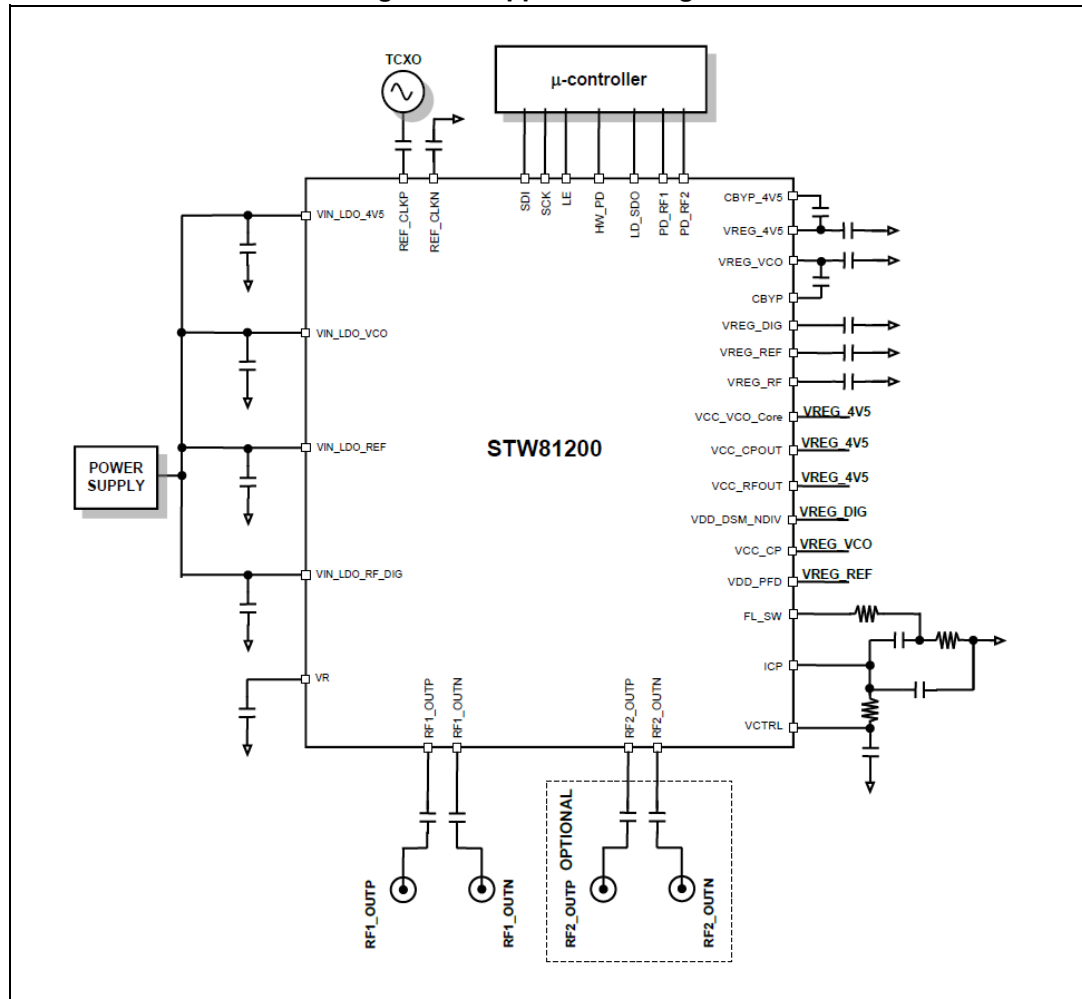 TCXO
μ-controller
REF_CLKP
REF_CLKN
SDI
SCK
LE
HW_PD
LD_SDO
PD_RF1
PD_RF2
VIN_LDO_4V5
VIN_LDO_VCO
VIN_LDO_REF
VIN_LDO_RF_DIG
VR
POWER
SUPPLY
STW81200
CBYP_4V5
VREG_4V5
VREG_VCO
CBYP
VREG_DIG
VREG_REF
VREG_RF
VCC_VCO_Core VREG_4V5
VCC_CPOUT VREG_4V5
VCC_RFOUT VREG_4V5
VDD_DSM_NDIV VREG_DIG
VCC_CP VREG_VCO
VDD_PFD VREG_REF
FL_SW
ICP
VCTRL
RF1_OUTP
RF1_OUTN
RF2_OUTP
RF2_OUTN
OPTIONAL
RF1_OUTP
RF1_OUTN
RF2_OUTP
RF2_OUTN